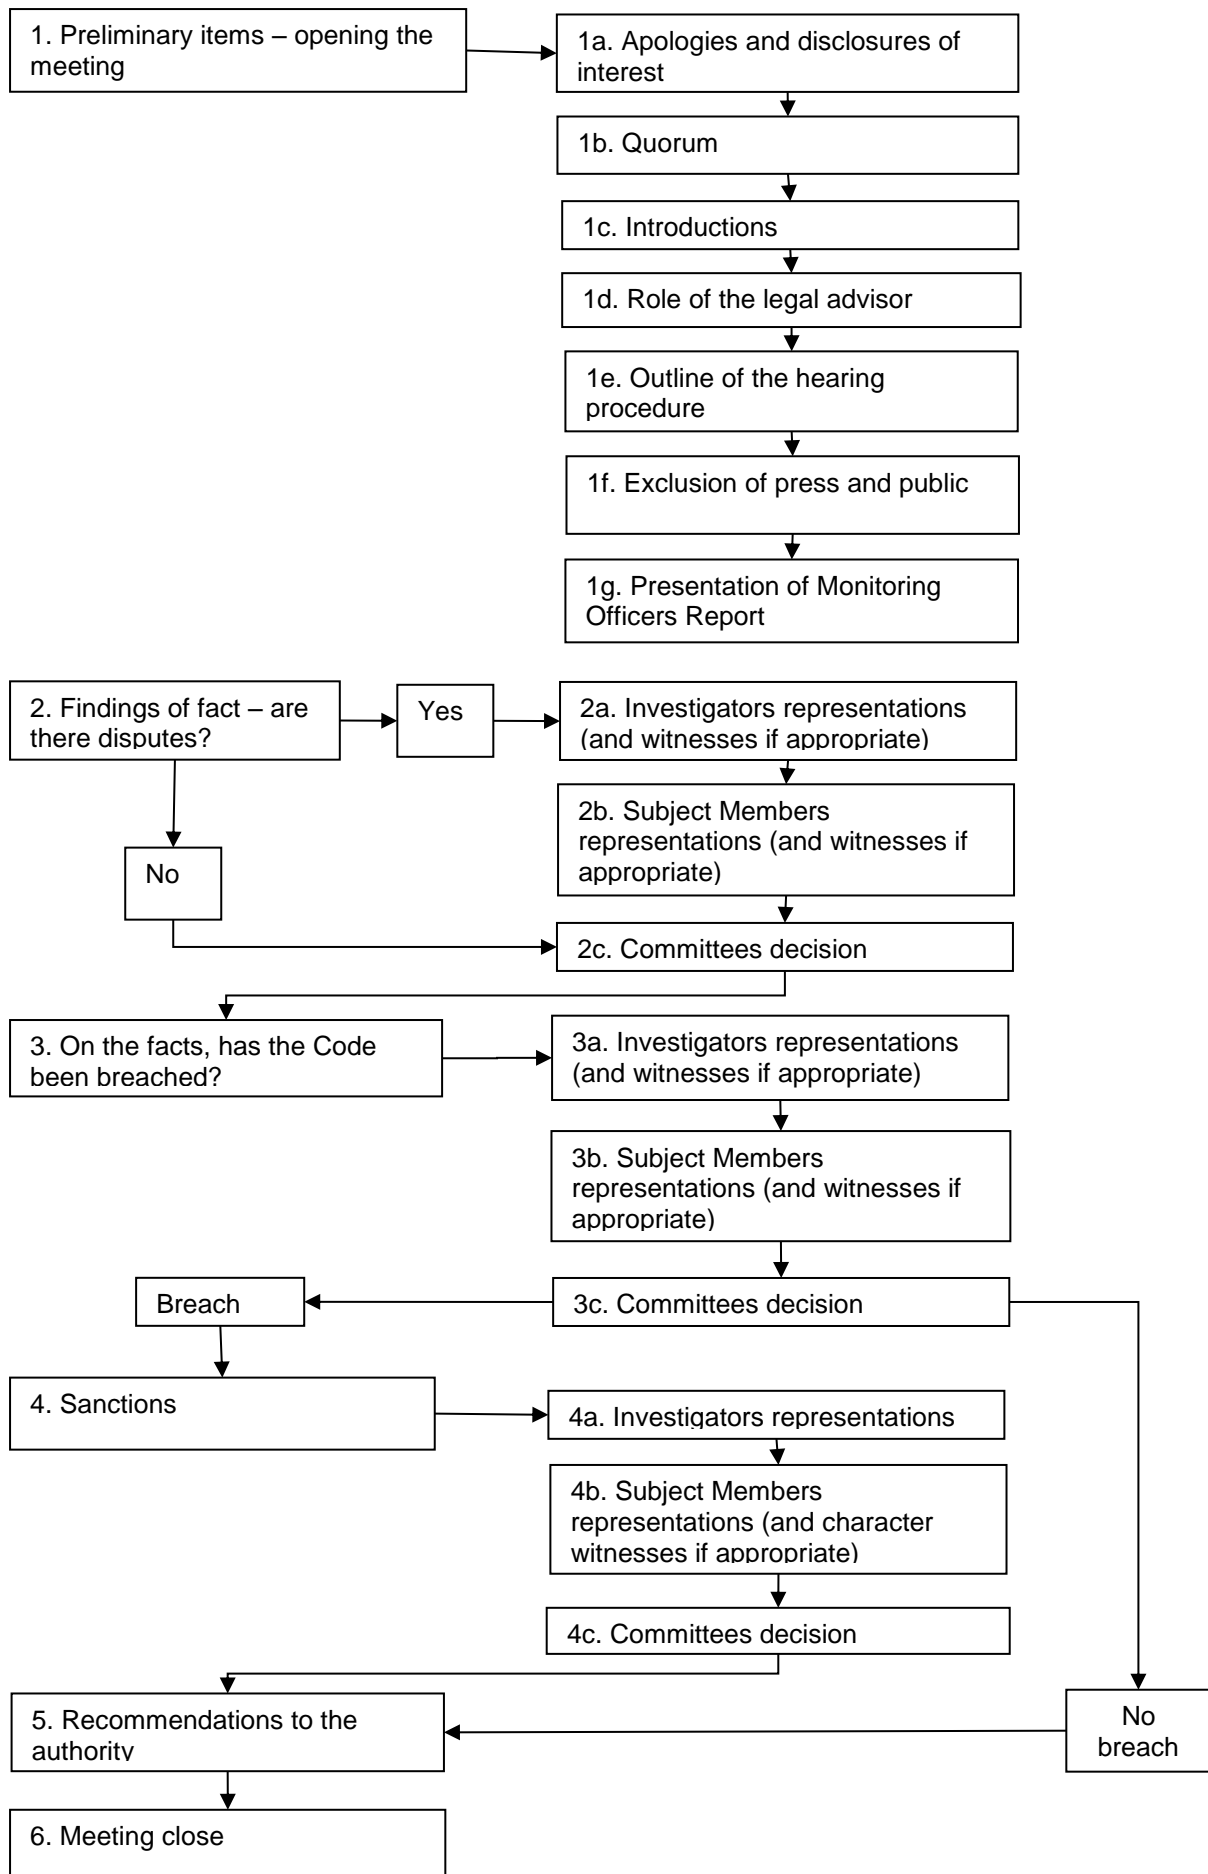 1. Preliminary items – opening the
meeting
1a. Apologies and disclosures of
interest
1b. Quorum
1c. Introductions
1d. Role of the legal advisor
1e. Outline of the hearing
procedure
1f. Exclusion of press and public
1g. Presentation of Monitoring
Officers Report
2. Findings of fact – are
there disputes?
Yes
2a. Investigators representations
(and witnesses if appropriate)
2b. Subject Members
representations (and witnesses if
appropriate)
No
2c. Committees decision
3. On the facts, has the Code
been breached?
3a. Investigators representations
(and witnesses if appropriate)
3b. Subject Members
representations (and witnesses if
appropriate)
Breach
3c. Committees decision
4. Sanctions
4a. Investigators representations
4b. Subject Members
representations (and character
witnesses if appropriate)
4c. Committees decision
5. Recommendations to the
authority
No
breach
6. Meeting close